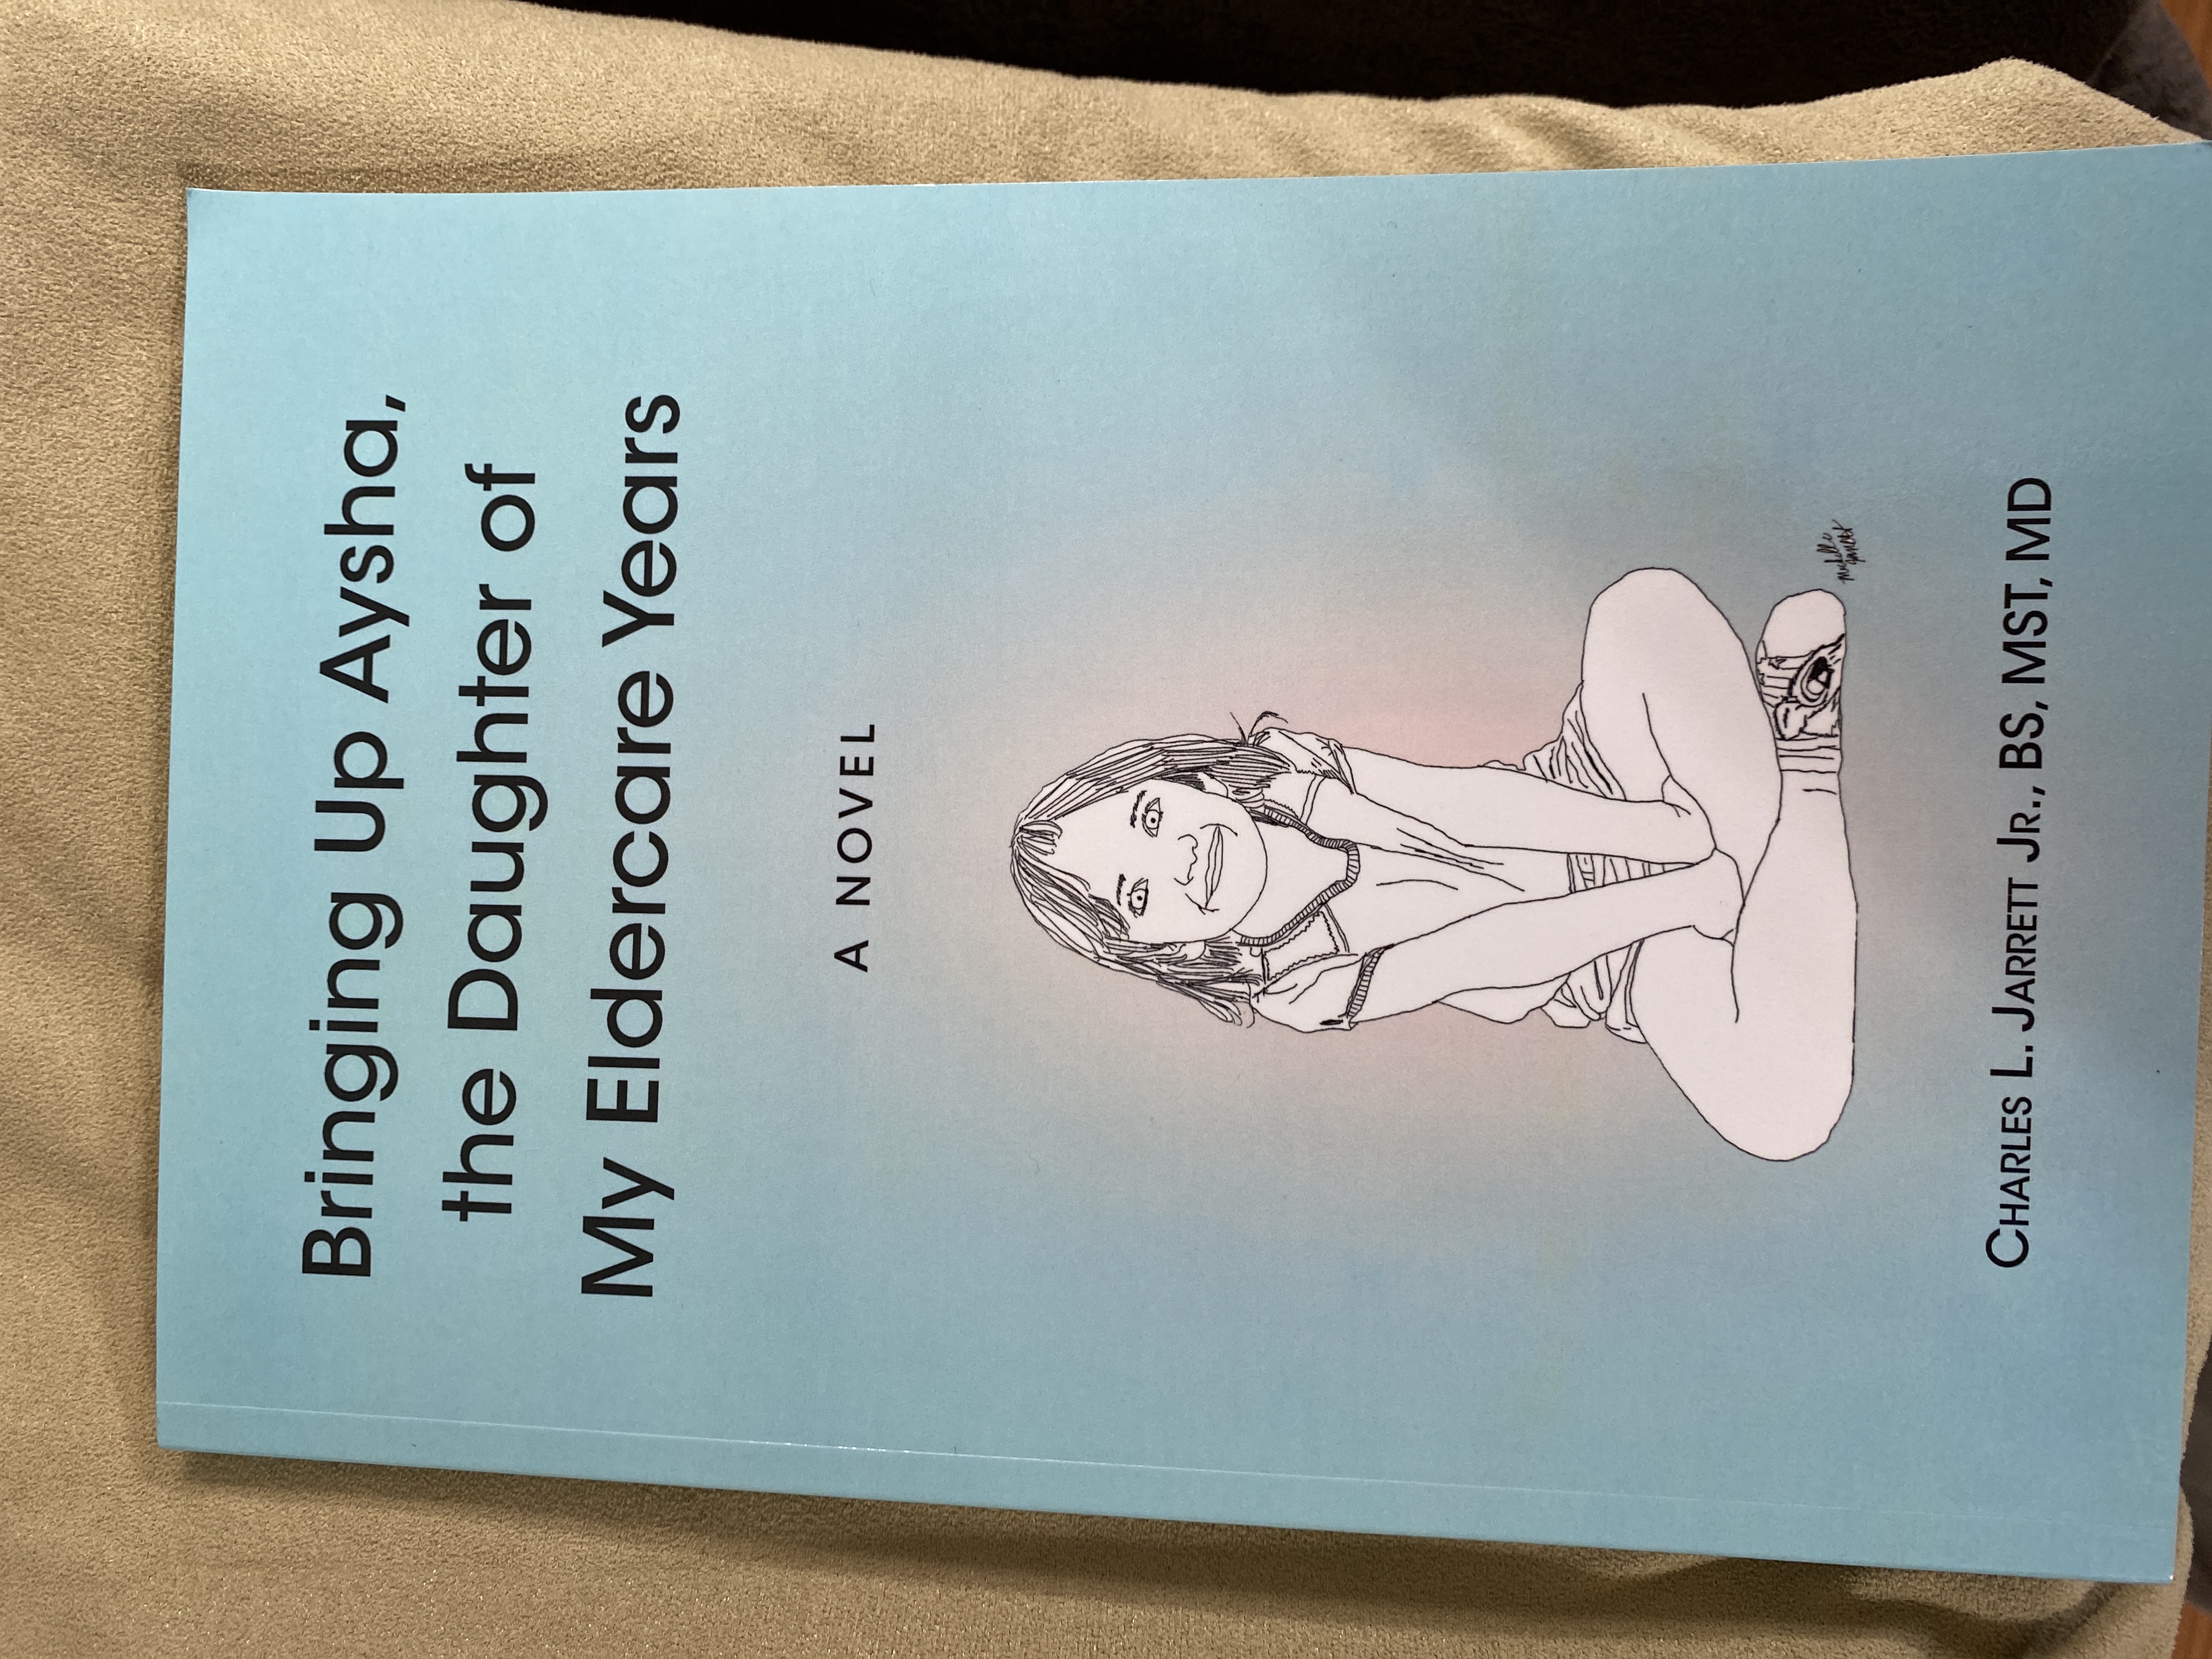 Bringing Up Aysha,
the Daughter of
My Eldercare Years
A NOVEL
CHARLES L. JARRETT JR., BS, MST, MD